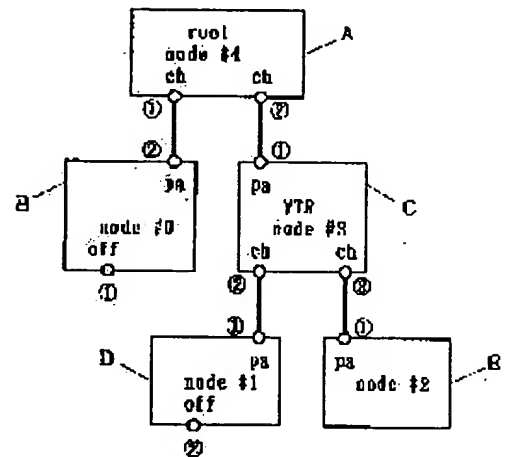 root
node #4
A
ch ch
① ②
② ①
B
pa
node #0
off
①
pa
VTR
node #3
C
ch ch
② ③
① ①
D
pa
node #1
off
②
pa
node #2
E